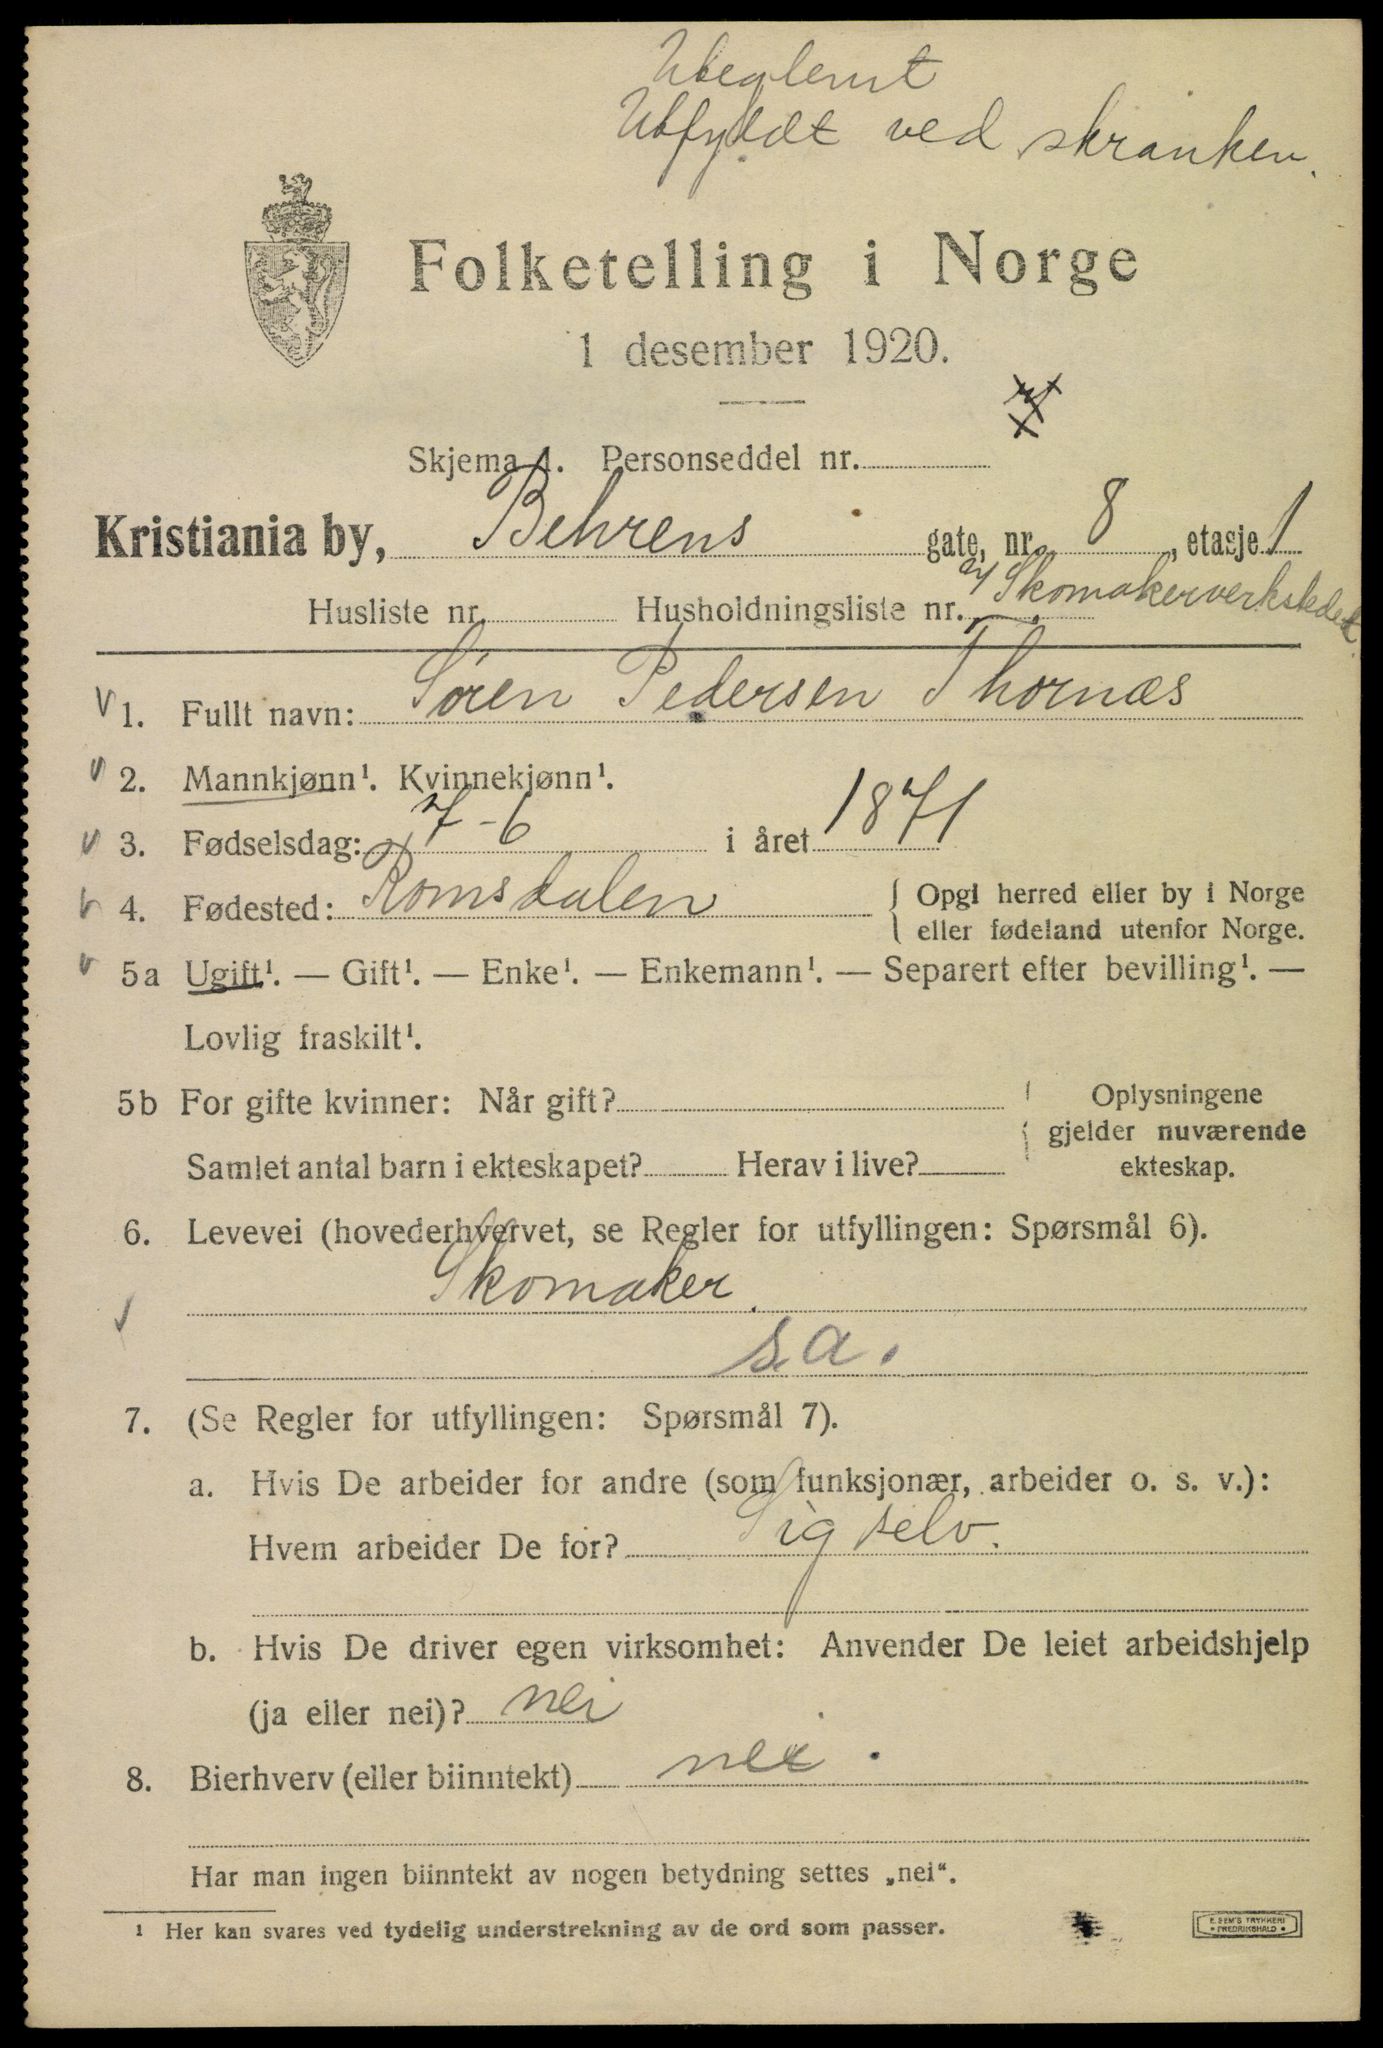 Ubeglemt
Utfyldt ved skranken.
Folketelling i Norge
1 desember 1920.
Skjema 1. Personseddel nr.
Kristiania by, Behrens gate, nr. 8, etasje 1
Husliste nr. Husholdningsliste nr. Skomakerverkstedet.
1. Fullt navn: Søren Pedersen Thornæs
2. Mannkjønn¹. Kvinnekjønn¹.
3. Fødselsdag: 7-6 i året 1871
4. Fødested: Romsdalen { Opgi herred eller by i Norge
eller fødeland utenfor Norge.
5a Ugift¹. — Gift¹. — Enke¹. — Enkemann¹. — Separert efter bevilling¹. —
Lovlig fraskilt¹.
5b For gifte kvinner: Når gift? { Oplysningene
gjelder nuværende
Samlet antal barn i ekteskapet? Herav i live? ekteskap.
6. Levevei (hovederhvervet, se Regler for utfyllingen: Spørsmål 6).
Skomaker.
s.a.
7. (Se Regler for utfyllingen: Spørsmål 7).
a. Hvis De arbeider for andre (som funksjonær, arbeider o. s. v.):
Hvem arbeider De for? Sig selv.
b. Hvis De driver egen virksomhet: Anvender De leiet arbeidshjelp
(ja eller nei)? nei
8. Bierhverv (eller biinntekt) nei.
Har man ingen biinntekt av nogen betydning settes „nei“.
¹ Her kan svares ved tydelig understrekning av de ord som passer.
E. SEM'S TRYKKERI
• FREDRIKSHALD •